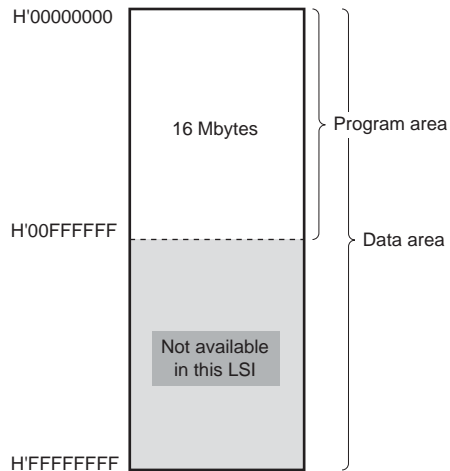 H'00000000
16 Mbytes
Program area
H'00FFFFFF
Data area
Not available
in this LSI
H'FFFFFFFF